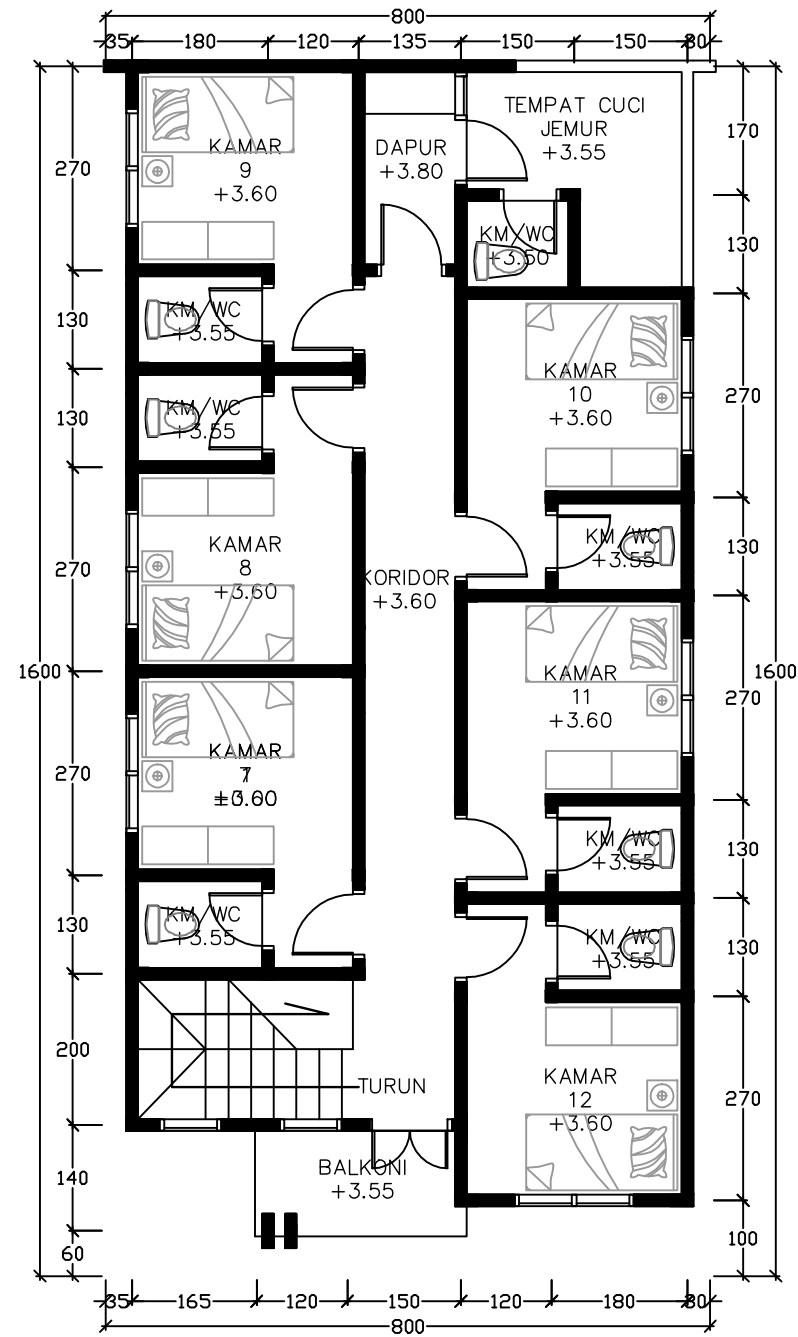 800
35 180 120 135 150 150 30
TEMPAT CUCI
JEMUR
+3.55
170
KAMAR
9
+3.60
270
DAPUR
+3.80
KM/WC
+3.50
130
KM/WC
+3.55
130
KAMAR
10
+3.60
270
KM/WC
+3.55
130
KAMAR
8
+3.60
270
KORIDOR
+3.60
KM/WC
+3.55
130
1600
1600
KAMAR
11
+3.60
270
KAMAR
7
270
KM/WC
+3.55
130
KM/WC
+3.55
130
KM/WC
+3.55
130
200
TURUN
KAMAR
12
+3.60
270
BALKONI
+3.55
140
60
100
35 165 120 150 120 180 30
800